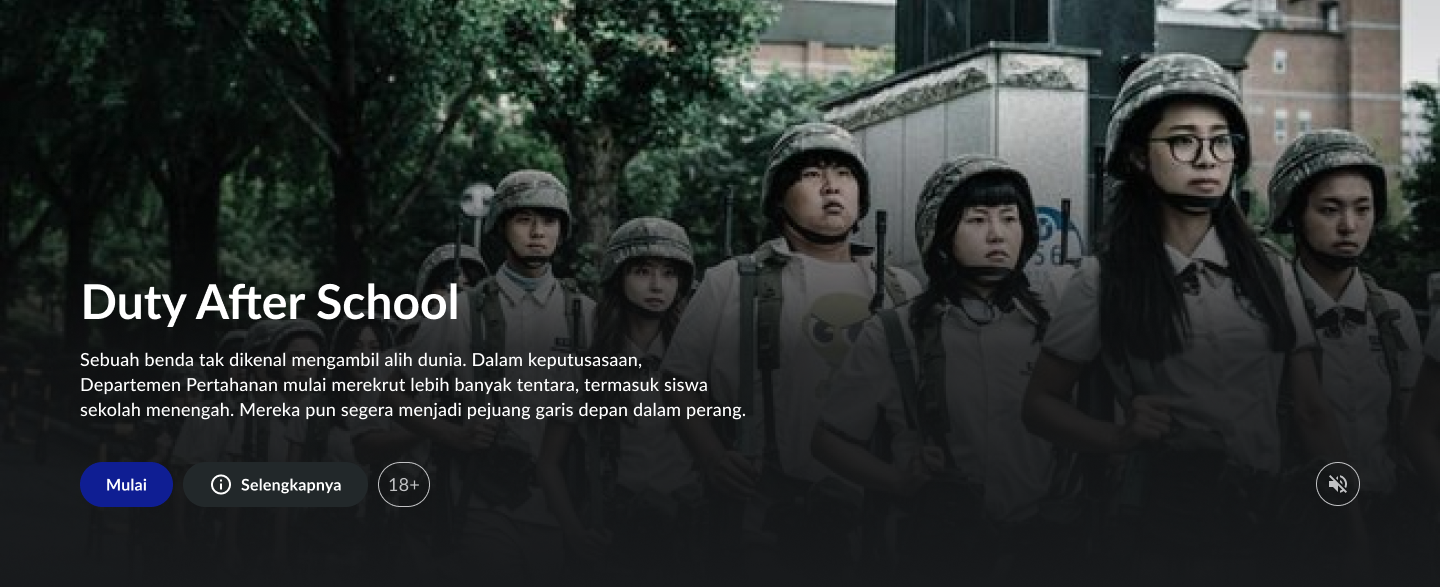 Duty After School
Sebuah benda tak dikenal mengambil alih dunia. Dalam keputusasaan,
Departemen Pertahanan mulai merekrut lebih banyak tentara, termasuk siswa
sekolah menengah. Mereka pun segera menjadi pejuang garis depan dalam perang.
Mulai
Selengkapnya
18+